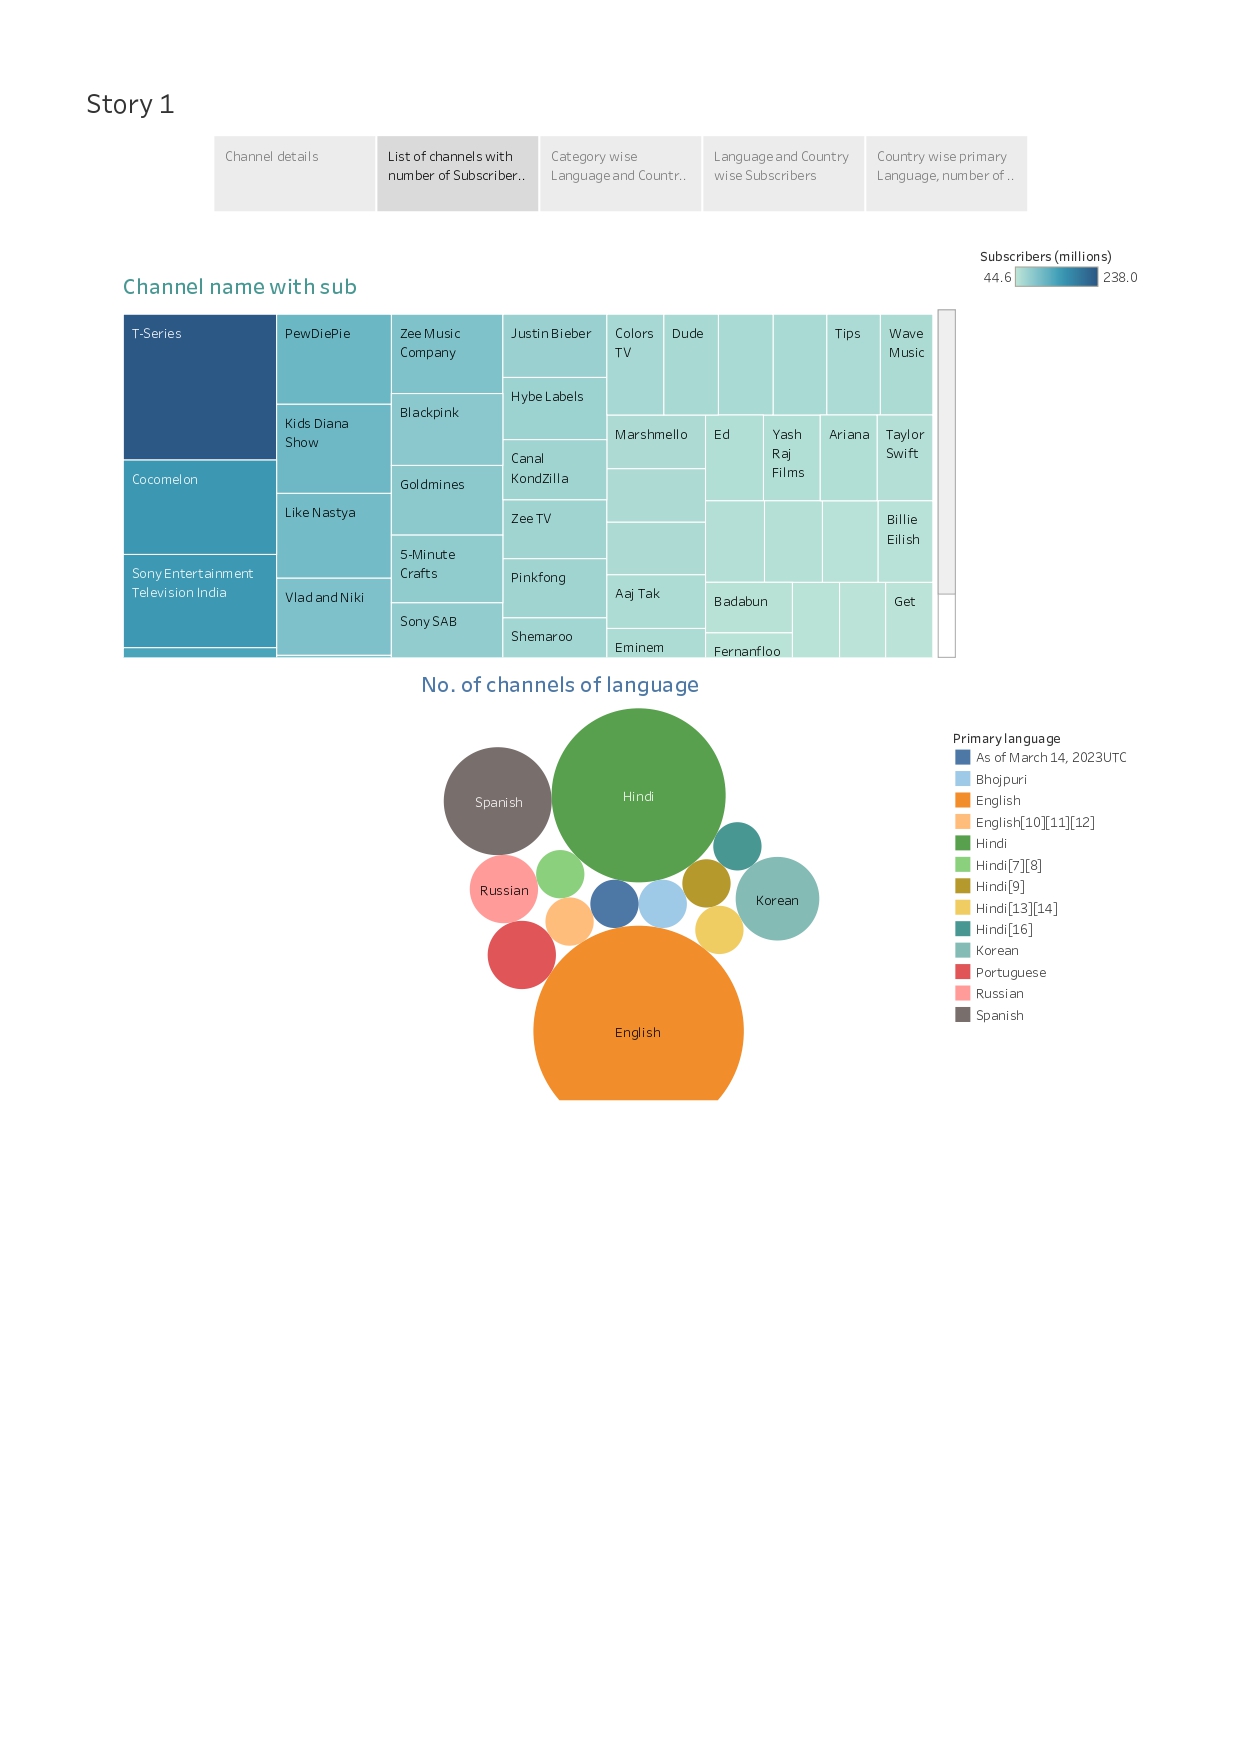 Story 1
Channel details
List of channels with
number of Subscriber..
Category wise
Language and Countr..
Language and Country
wise Subscribers
Country wise primary
Language, number of ..
Subscribers (millions)
44.6
238.0
Channel name with sub
T-Series
Cocomelon
Sony Entertainment
Television India
PewDiePie
Kids Diana
Show
Like Nastya
Vlad and Niki
Zee Music
Company
Blackpink
Goldmines
5-Minute
Crafts
Sony SAB
Justin Bieber
Hybe Labels
Canal
KondZilla
Zee TV
Pinkfong
Shemaroo
Colors
TV
Dude
Tips
Wave
Music
Marshmello
Aaj Tak
Eminem
Ed
Yash
Raj
Films
Ariana
Taylor
Swift
Billie
Eilish
Badabun
Fernanfloo
Get
No. of channels of language
Spanish
Hindi
Russian
Korean
English
Primary language
As of March 14, 2023UTC
Bhojpuri
English
English[10][11][12]
Hindi
Hindi[7][8]
Hindi[9]
Hindi[13][14]
Hindi[16]
Korean
Portuguese
Russian
Spanish